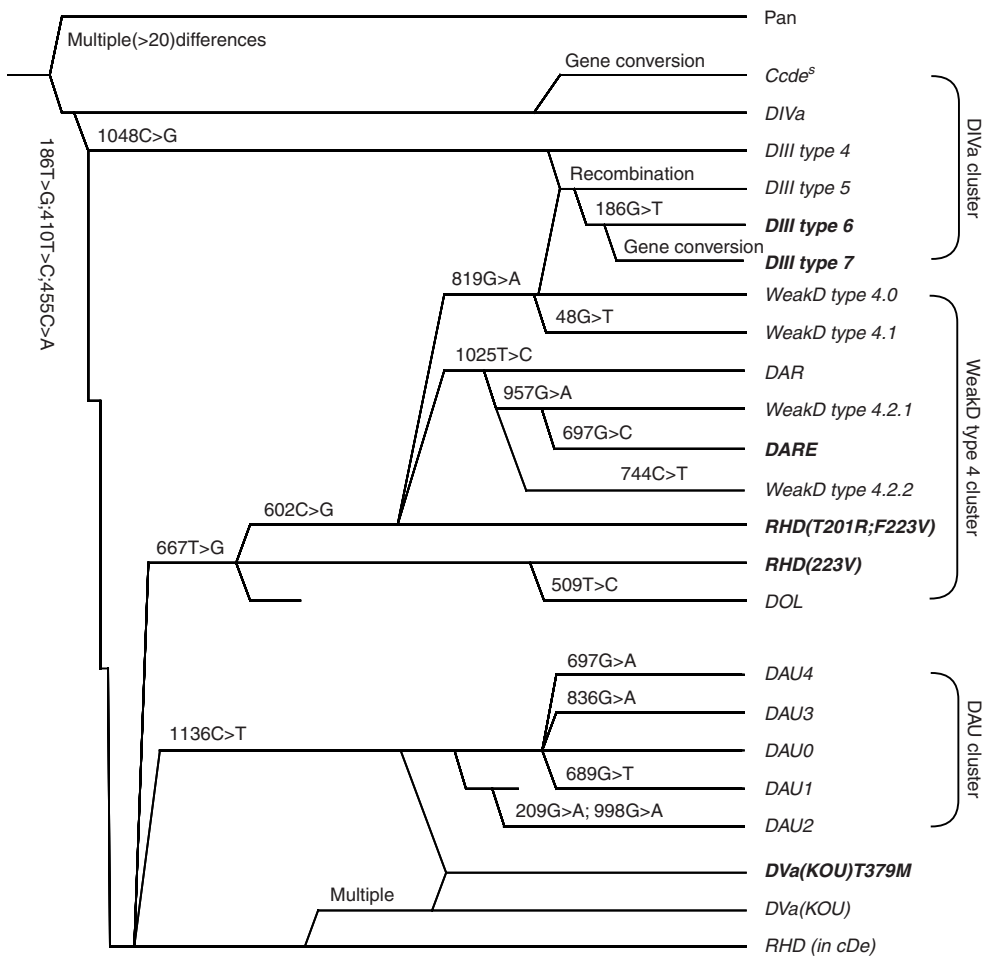 Pan
Multiple(>20)differences
Gene conversion
Ccdeˢ
DIVa
1048C>G
DIII type 4
Recombination
DIII type 5
186G>T
DIII type 6
Gene conversion
DIII type 7
DIVa cluster
186T>G;410T>C;455C>A
819G>A
WeakD type 4.0
48G>T
WeakD type 4.1
1025T>C
DAR
957G>A
WeakD type 4.2.1
697G>C
DARE
744C>T
WeakD type 4.2.2
602C>G
RHD(T201R;F223V)
667T>G
RHD(223V)
509T>C
DOL
WeakD type 4 cluster
697G>A
DAU4
836G>A
DAU3
1136C>T
DAU0
689G>T
DAU1
209G>A; 998G>A
DAU2
DAU cluster
DVa(KOU)T379M
Multiple
DVa(KOU)
RHD (in cDe)